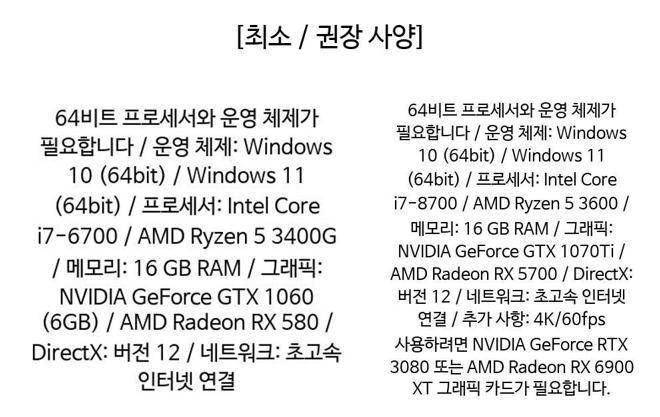 [최소 / 권장 사양]
64비트 프로세서와 운영 체제가
필요합니다 / 운영 체제: Windows
10 (64bit) / Windows 11
(64bit) / 프로세서: Intel Core
i7-6700 / AMD Ryzen 5 3400G
/ 메모리: 16 GB RAM / 그래픽:
NVIDIA GeForce GTX 1060
(6GB) / AMD Radeon RX 580 /
DirectX: 버전 12 / 네트워크: 초고속
인터넷 연결
64비트 프로세서와 운영 체제가
필요합니다 / 운영 체제: Windows
10 (64bit) / Windows 11
(64bit) / 프로세서: Intel Core
i7-8700 / AMD Ryzen 5 3600 /
메모리: 16 GB RAM / 그래픽:
NVIDIA GeForce GTX 1070Ti /
AMD Radeon RX 5700 / DirectX:
버전 12 / 네트워크: 초고속 인터넷
연결 / 추가 사항: 4K/60fps
사용하려면 NVIDIA GeForce RTX
3080 또는 AMD Radeon RX 6900
XT 그래픽 카드가 필요합니다.